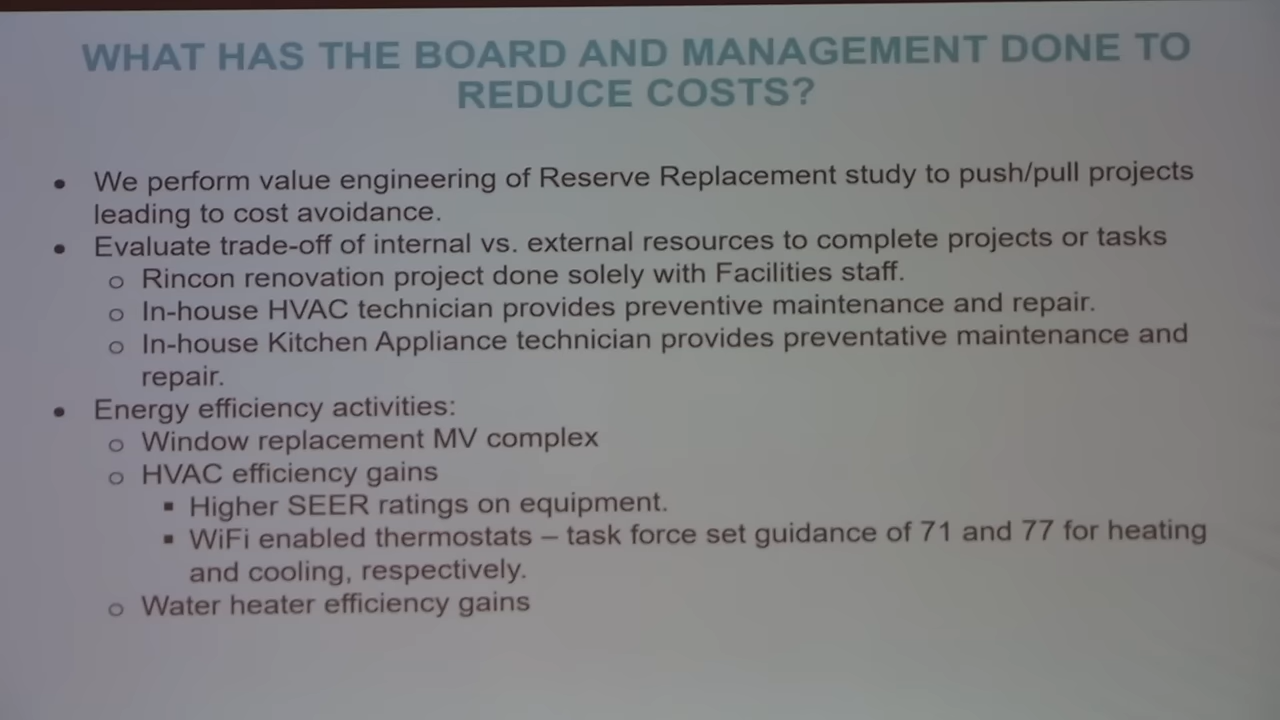 WHAT HAS THE BOARD AND MANAGEMENT DONE TO
REDUCE COSTS?
• We perform value engineering of Reserve Replacement study to push/pull projects
leading to cost avoidance.
• Evaluate trade-off of internal vs. external resources to complete projects or tasks
o Rincon renovation project done solely with Facilities staff.
o In-house HVAC technician provides preventive maintenance and repair.
o In-house Kitchen Appliance technician provides preventative maintenance and
repair.
• Energy efficiency activities:
o Window replacement MV complex
o HVAC efficiency gains
▪ Higher SEER ratings on equipment.
▪ WiFi enabled thermostats – task force set guidance of 71 and 77 for heating
and cooling, respectively.
o Water heater efficiency gains